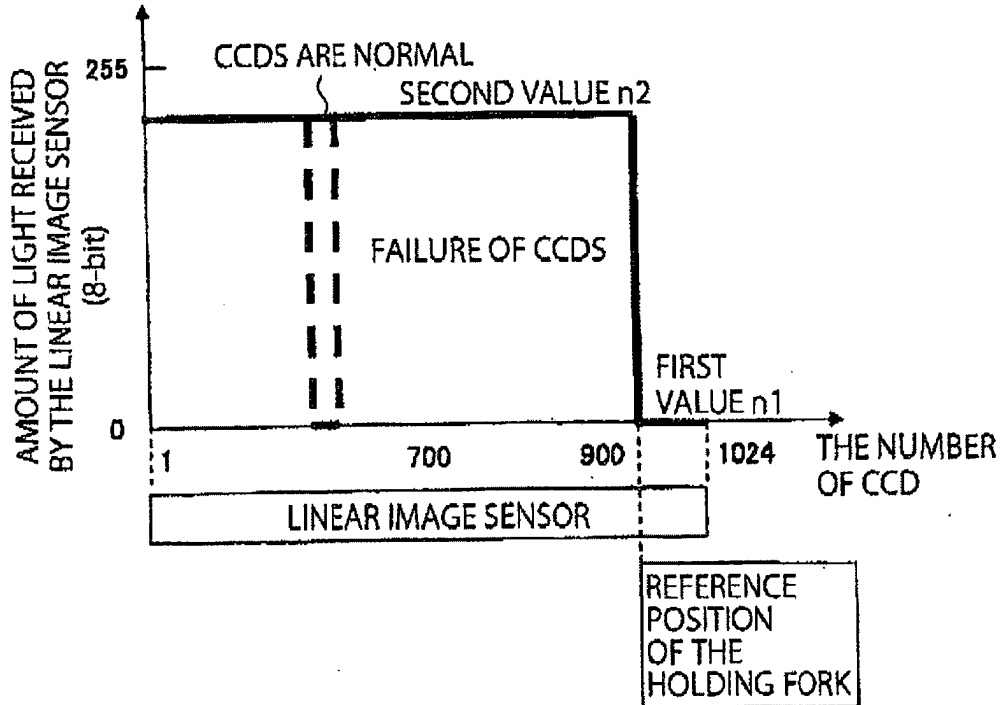 AMOUNT OF LIGHT RECEIVED
BY THE LINEAR IMAGE SENSOR
(8-bit)
255
CCDS ARE NORMAL
SECOND VALUE n2
FAILURE OF CCDS
FIRST
VALUE n1
0
1
700
900
1024
THE NUMBER
OF CCD
LINEAR IMAGE SENSOR
REFERENCE
POSITION
OF THE
HOLDING FORK